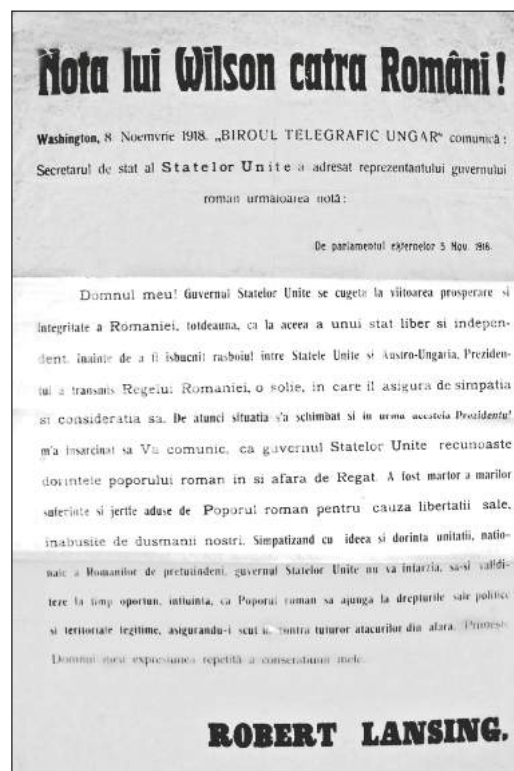 Nota lui Wilson catra Români!
Washington, 8 Noemvrie 1918. „BIROUL TELEGRAFIC UNGAR“ comunică:
Secretarul de stat al Statelor Unite a adresat reprezentantului guvernului
roman urmatoarea notă:
De parlamentul externelor 5 Nov. 1918.
Domnul meu! Guvernul Statelor Unite se cugeta la viitoarea prosperare si
integritate a Romaniei, totdeauna, ca la aceea a unui stat liber si indepen-
dent, inainte de a fi isbucnit rasboiul intre Statele Unite si Austro-Ungaria, Preziden-
tul a transmis Regelui Romaniei, o solie, in care il asigura de simpatia
si consideratia sa. De atunci situatia s'a schimbat si in urma aceasta Prezidentul
m'a insarcinat sa Va comunic, ca guvernul Statelor Unite recunoaste
dorintele poporului roman in si afara de Regat. A fost martor a marilor
suferinte si jertfe aduse de Poporul roman pentru cauza libertatii sale,
inabusite de dusmanii nostri. Simpatizand cu ideea si dorinta unitatii, natio-
nale a Romanilor de pretutindeni, guvernul Statelor Unite nu va intarzia, sa-si validi-
teze la timp oportun, influinta, ca Poporul roman sa ajunga la drepturile sale politice
si teritoriale legitime, asigurandu-i scut contra tuturor atacurilor din afara. Primeste
Domnul meu expresiunea repetită a consideratiunii mele.
ROBERT LANSING.